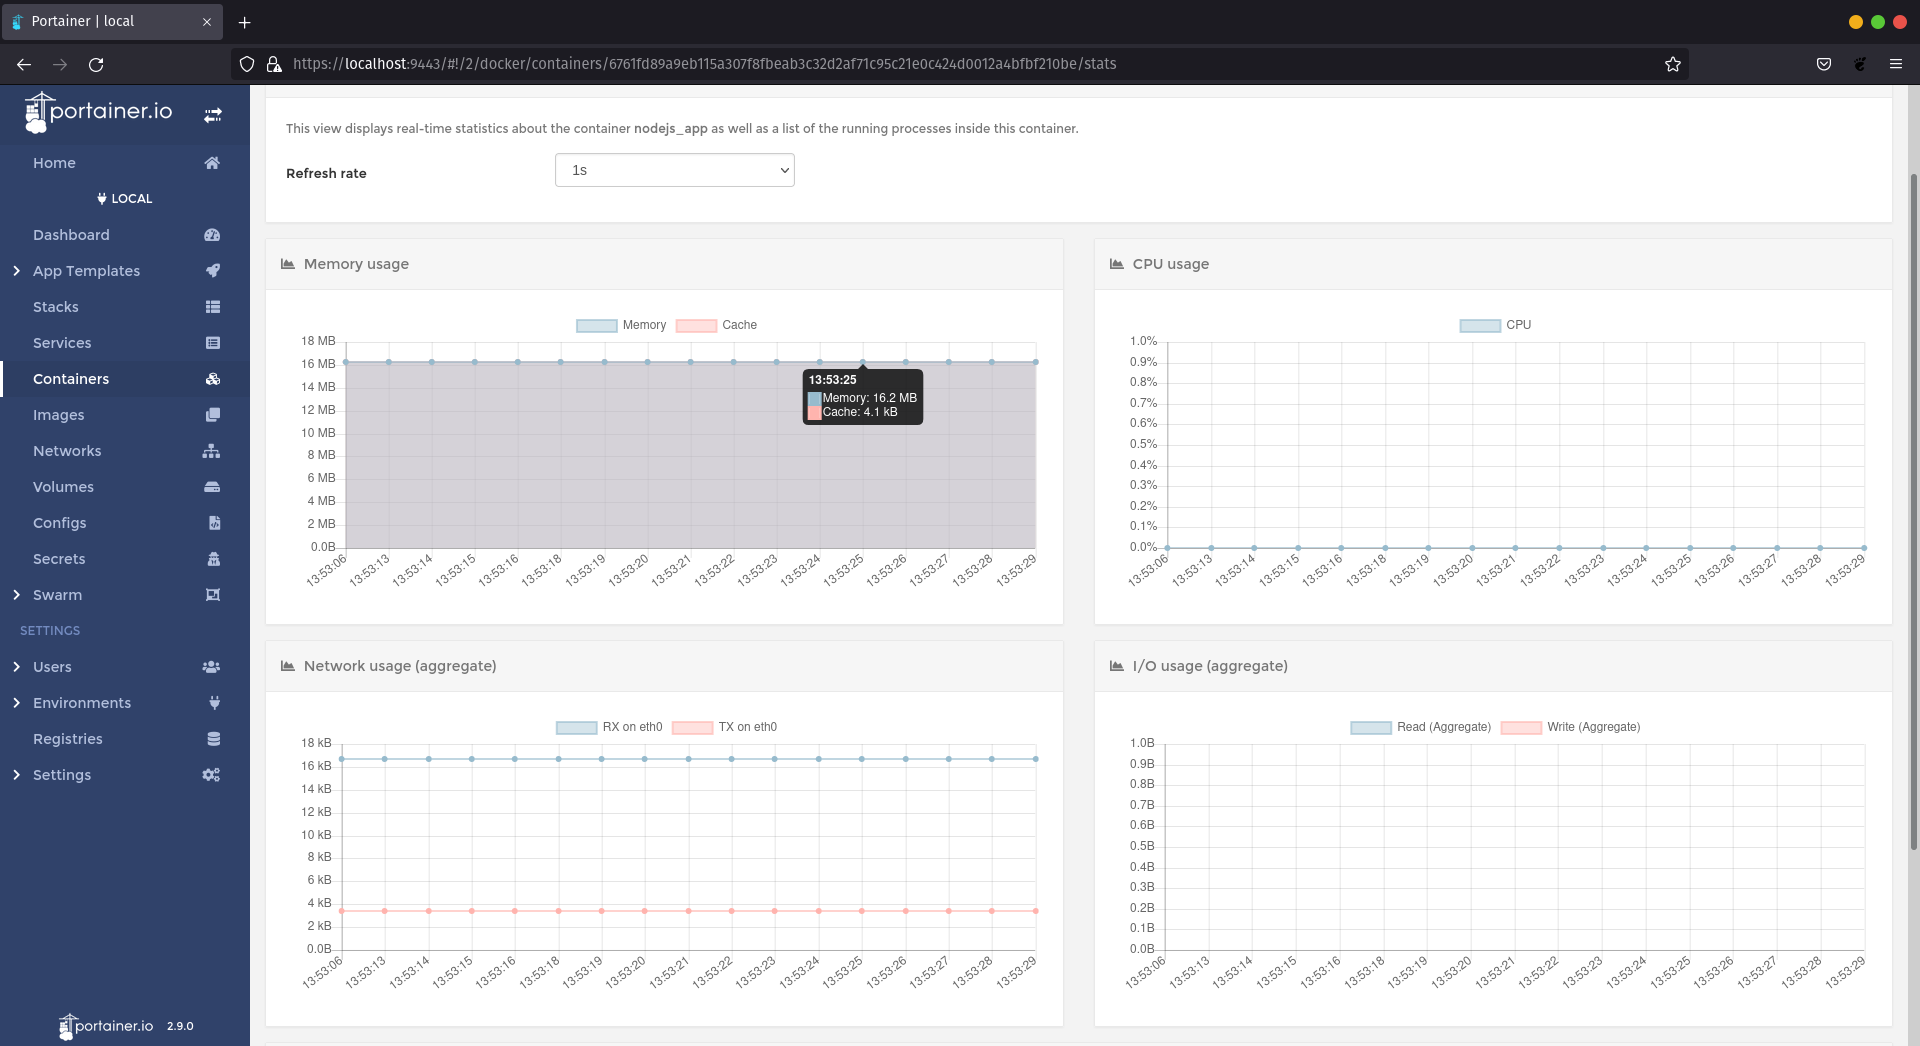 Portainer | local
https://localhost:9443/#!/2/docker/containers/6761fd89a9eb115a307f8fbeab3c32d2af71c95c21e0c424d0012a4bfbf210be/stats
portainer.io
Home
LOCAL
Dashboard
App Templates
Stacks
Services
Containers
Images
Networks
Volumes
Configs
Secrets
Swarm
SETTINGS
Users
Environments
Registries
Settings
portainer.io 2.9.0
This view displays real-time statistics about the container nodejs_app as well as a list of the running processes inside this container.
Refresh rate 1s
Memory usage
Memory Cache
18 MB
16 MB
14 MB
12 MB
10 MB
8 MB
6 MB
4 MB
2 MB
0.0B
13:53:25
Memory: 16.2 MB
Cache: 4.1 kB
13:53:06 13:53:13 13:53:14 13:53:15 13:53:16 13:53:18 13:53:19 13:53:20 13:53:21 13:53:22 13:53:23 13:53:24 13:53:25 13:53:26 13:53:27 13:53:28 13:53:29
CPU usage
CPU
1.0%
0.9%
0.8%
0.7%
0.6%
0.5%
0.4%
0.3%
0.2%
0.1%
0.0%
13:53:06 13:53:13 13:53:14 13:53:15 13:53:16 13:53:18 13:53:19 13:53:20 13:53:21 13:53:22 13:53:23 13:53:24 13:53:25 13:53:26 13:53:27 13:53:28 13:53:29
Network usage (aggregate)
RX on eth0 TX on eth0
18 kB
16 kB
14 kB
12 kB
10 kB
8 kB
6 kB
4 kB
2 kB
0.0B
13:53:06 13:53:13 13:53:14 13:53:15 13:53:16 13:53:18 13:53:19 13:53:20 13:53:21 13:53:22 13:53:23 13:53:24 13:53:25 13:53:26 13:53:27 13:53:28 13:53:29
I/O usage (aggregate)
Read (Aggregate) Write (Aggregate)
1.0B
0.9B
0.8B
0.7B
0.6B
0.5B
0.4B
0.3B
0.2B
0.1B
0.0B
13:53:06 13:53:13 13:53:14 13:53:15 13:53:16 13:53:18 13:53:19 13:53:20 13:53:21 13:53:22 13:53:23 13:53:24 13:53:25 13:53:26 13:53:27 13:53:28 13:53:29